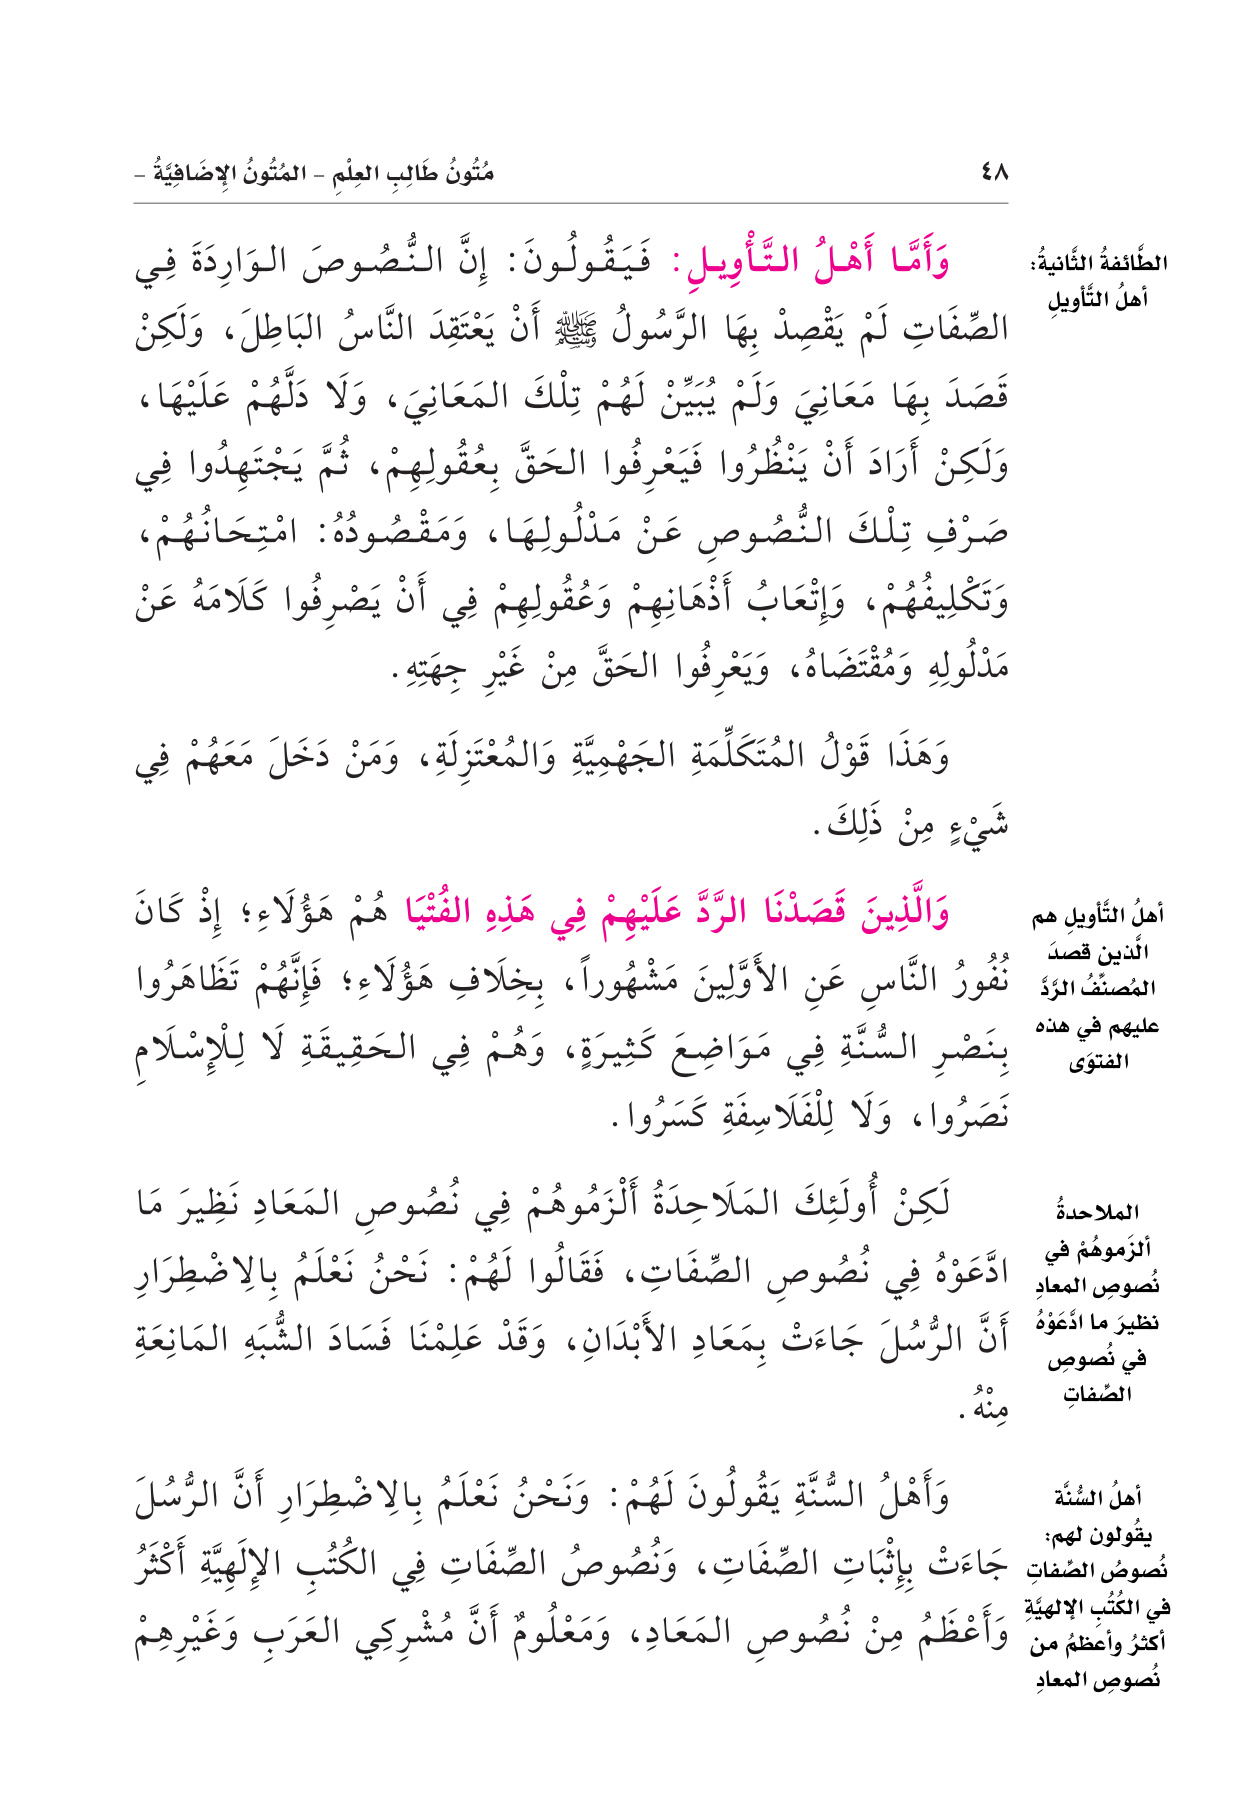 ٤٨
مُتُونُ طَالِبِ العِلْمِ - المُتُونُ الإِضَافِيَّةُ -
وَأَمَّا أَهْلُ التَّأْوِيلِ: فَيَقُولُونَ: إِنَّ النُّصُوصَ الوَارِدَةَ فِي
الصِّفَاتِ لَمْ يَقْصِدْ بِهَا الرَّسُولُ ﷺ أَنْ يَعْتَقِدَ النَّاسُ البَاطِلَ، وَلَكِنْ
قَصَدَ بِهَا مَعَانِيَ وَلَمْ يُبَيِّنْ لَهُمْ تِلْكَ المَعَانِيَ، وَلَا دَلَّهُمْ عَلَيْهَا،
وَلَكِنْ أَرَادَ أَنْ يَنْظُرُوا فَيَعْرِفُوا الحَقَّ بِعُقُولِهِمْ، ثُمَّ يَجْتَهِدُوا فِي
صَرْفِ تِلْكَ النُّصُوصِ عَنْ مَدْلُولِهَا، وَمَقْصُودُهُ: امْتِحَانُهُمْ،
وَتَكْلِيفُهُمْ، وَإِتْعَابُ أَذْهَانِهِمْ وَعُقُولِهِمْ فِي أَنْ يَصْرِفُوا كَلَامَهُ عَنْ
مَدْلُولِهِ وَمُقْتَضَاهُ، وَيَعْرِفُوا الحَقَّ مِنْ غَيْرِ جِهَتِهِ.
وَهَذَا قَوْلُ المُتَكَلِّمَةِ الجَهْمِيَّةِ وَالمُعْتَزِلَةِ، وَمَنْ دَخَلَ مَعَهُمْ فِي
شَيْءٍ مِنْ ذَلِكَ.
وَالَّذِينَ قَصَدْنَا الرَّدَّ عَلَيْهِمْ فِي هَذِهِ الفُتْيَا هُمْ هَؤُلَاءِ؛ إِذْ كَانَ
نُفُورُ النَّاسِ عَنِ الأَوَّلِينَ مَشْهُوراً، بِخِلَافِ هَؤُلَاءِ؛ فَإِنَّهُمْ تَظَاهَرُوا
بِنَصْرِ السُّنَّةِ فِي مَوَاضِعَ كَثِيرَةٍ، وَهُمْ فِي الحَقِيقَةِ لَا لِلْإِسْلَامِ
نَصَرُوا، وَلَا لِلْفَلَاسِفَةِ كَسَرُوا.
لَكِنْ أُولَئِكَ المَلَاحِدَةُ أَلْزَمُوهُمْ فِي نُصُوصِ المَعَادِ نَظِيرَ مَا
ادَّعَوْهُ فِي نُصُوصِ الصِّفَاتِ، فَقَالُوا لَهُمْ: نَحْنُ نَعْلَمُ بِالِاضْطِرَارِ
أَنَّ الرُّسُلَ جَاءَتْ بِمَعَادِ الأَبْدَانِ، وَقَدْ عَلِمْنَا فَسَادَ الشُّبَهِ المَانِعَةِ
مِنْهُ.
وَأَهْلُ السُّنَّةِ يَقُولُونَ لَهُمْ: وَنَحْنُ نَعْلَمُ بِالِاضْطِرَارِ أَنَّ الرُّسُلَ
جَاءَتْ بِإِثْبَاتِ الصِّفَاتِ، وَنُصُوصُ الصِّفَاتِ فِي الكُتُبِ الإِلَهِيَّةِ أَكْثَرُ
وَأَعْظَمُ مِنْ نُصُوصِ المَعَادِ، وَمَعْلُومٌ أَنَّ مُشْرِكِي العَرَبِ وَغَيْرِهِمْ
الطَّائفةُ الثَّانيةُ:
أهلُ التَّأويلِ
أهلُ التَّأويلِ هم
الَّذين قصدَ
المُصنِّفُ الرَّدَّ
عليهم في هذه
الفتوَى
الملاحدةُ
ألزَموهُمْ في
نُصوصِ المعادِ
نظيرَ ما ادَّعَوْهُ
في نُصوصِ
الصِّفاتِ
أهلُ السُّنَّة
يقُولون لهم:
نُصوصُ الصِّفاتِ
في الكُتُبِ الإلهيَّةِ
أكثرُ وأعظمُ من
نُصوصِ المعادِ